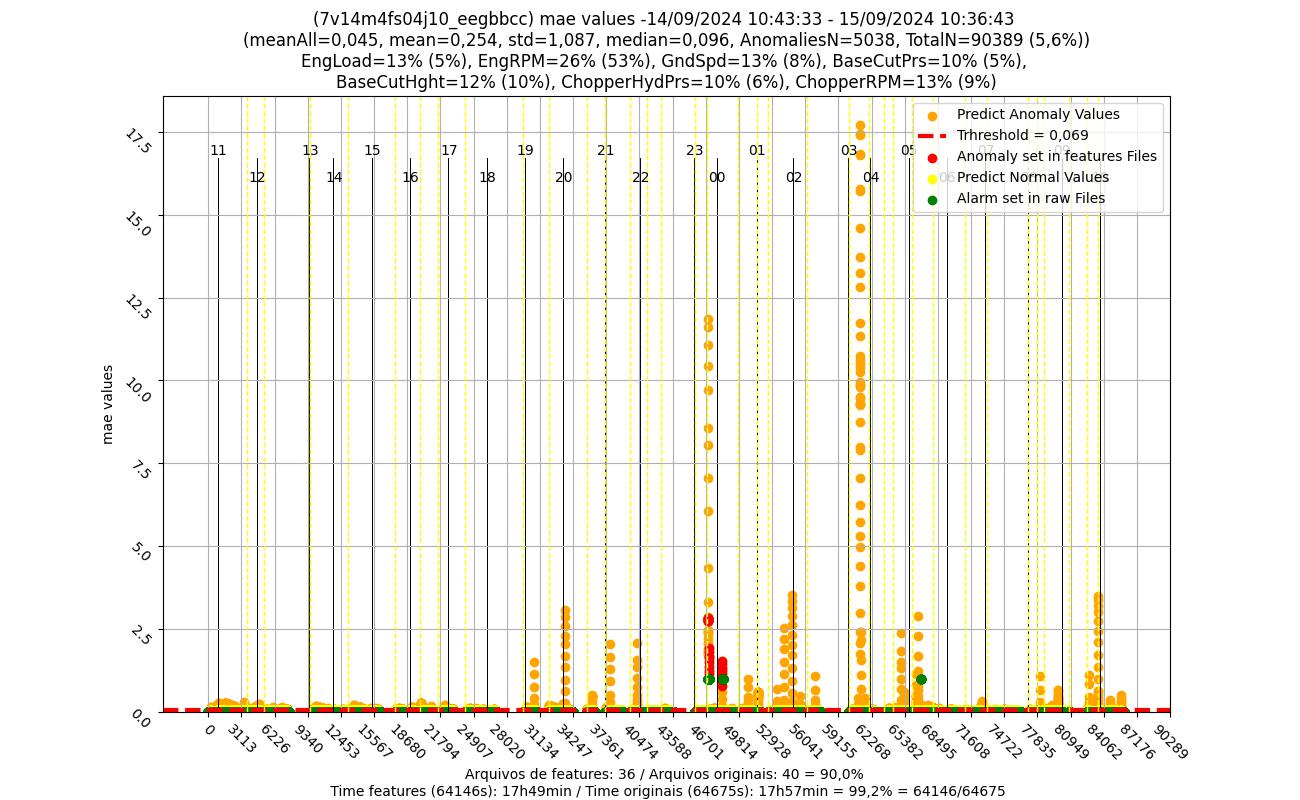 (7v14m4fs04j10_eegbbcc) mae values -14/09/2024 10:43:33 - 15/09/2024 10:36:43
(meanAll=0,045, mean=0,254, std=1,087, median=0,096, AnomaliesN=5038, TotalN=90389 (5,6%))
EngLoad=13% (5%), EngRPM=26% (53%), GndSpd=13% (8%), BaseCutPrs=10% (5%),
BaseCutHght=12% (10%), ChopperHydPrs=10% (6%), ChopperRPM=13% (9%)
Predict Anomaly Values
Trhreshold = 0,069
Anomaly set in features Files
Predict Normal Values
Alarm set in raw Files
11 13 15 17 19 21 23 01 03 05 07 09
12 14 16 18 20 22 00 02 04 06
17.5
15.0
12.5
10.0
7.5
5.0
2.5
0.0
mae values
0 3113 6226 9340 12453 15567 18680 21794 24907 28020 31134 34247 37361 40474 43588 46701 49814 52928 56041 59155 62268 65382 68495 71608 74722 77835 80949 84062 87176 90289
Arquivos de features: 36 / Arquivos originais: 40 = 90,0%
Time features (64146s): 17h49min / Time originais (64675s): 17h57min = 99,2% = 64146/64675